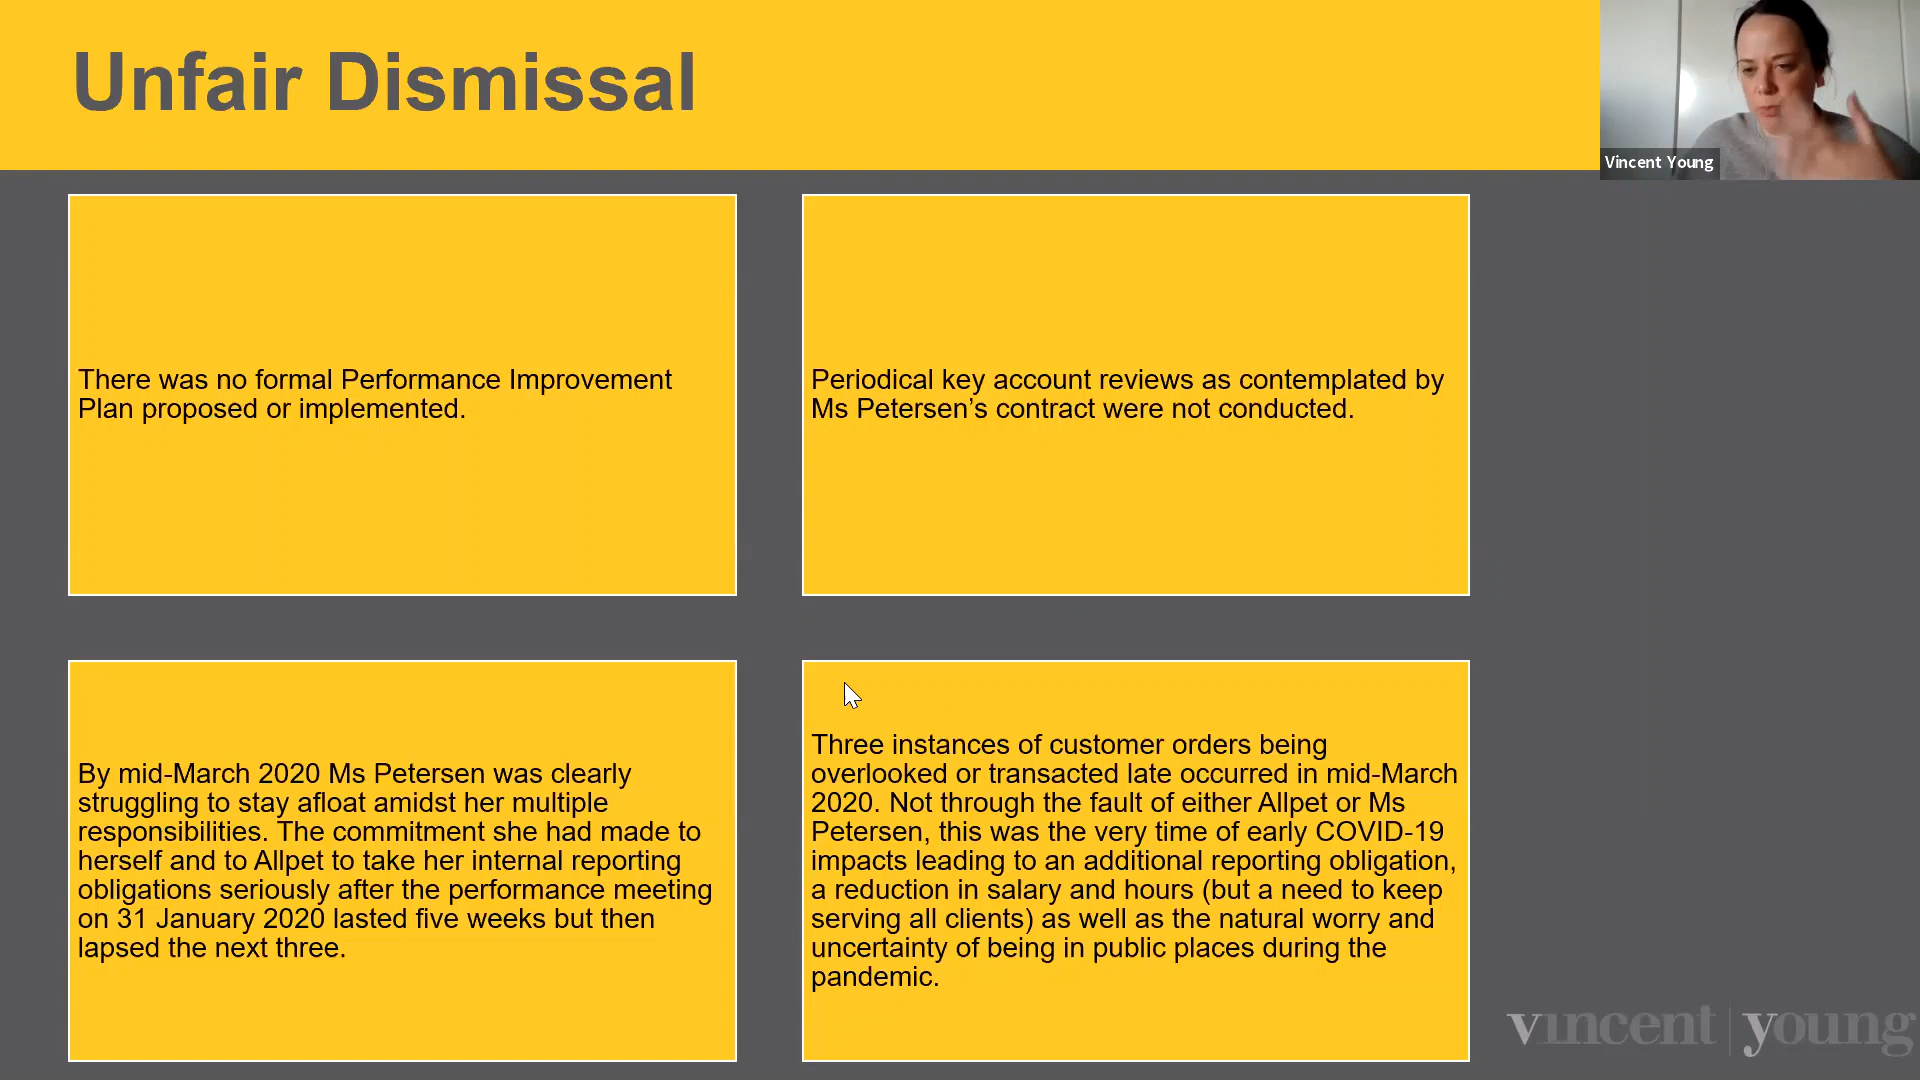 Unfair Dismissal
Vincent Young
There was no formal Performance Improvement
Plan proposed or implemented.
Periodical key account reviews as contemplated by
Ms Petersen’s contract were not conducted.
By mid-March 2020 Ms Petersen was clearly
struggling to stay afloat amidst her multiple
responsibilities. The commitment she had made to
herself and to Allpet to take her internal reporting
obligations seriously after the performance meeting
on 31 January 2020 lasted five weeks but then
lapsed the next three.
Three instances of customer orders being
overlooked or transacted late occurred in mid-March
2020. Not through the fault of either Allpet or Ms
Petersen, this was the very time of early COVID-19
impacts leading to an additional reporting obligation,
a reduction in salary and hours (but a need to keep
serving all clients) as well as the natural worry and
uncertainty of being in public places during the
pandemic.
vincent young